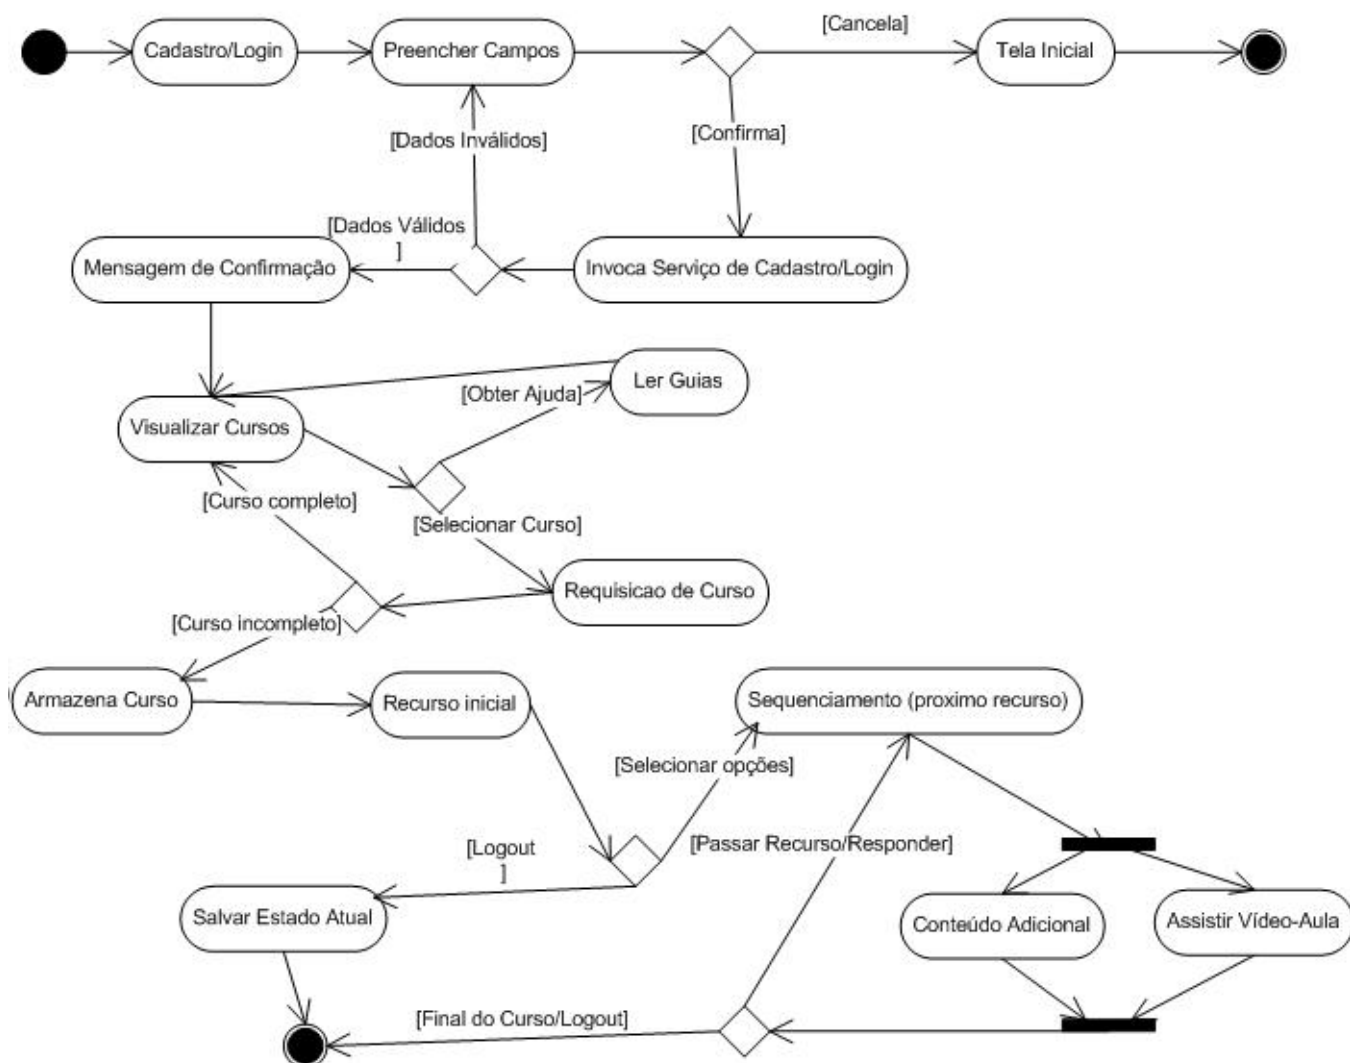 [Cancela]
Cadastro/Login
Preencher Campos
Tela Inicial
[Confirma]
[Dados Inválidos]
[Dados Válidos
]
Mensagem de Confirmação
Invoca Serviço de Cadastro/Login
Ler Guias
[Obter Ajuda]
Visualizar Cursos
[Curso completo]
[Selecionar Curso]
Requisicao de Curso
[Curso incompleto]
Armazena Curso
Recurso inicial
Sequenciamento (proximo recurso)
[Selecionar opções]
[Passar Recurso/Responder]
[Logout
]
Salvar Estado Atual
Conteúdo Adicional
Assistir Vídeo-Aula
[Final do Curso/Logout]